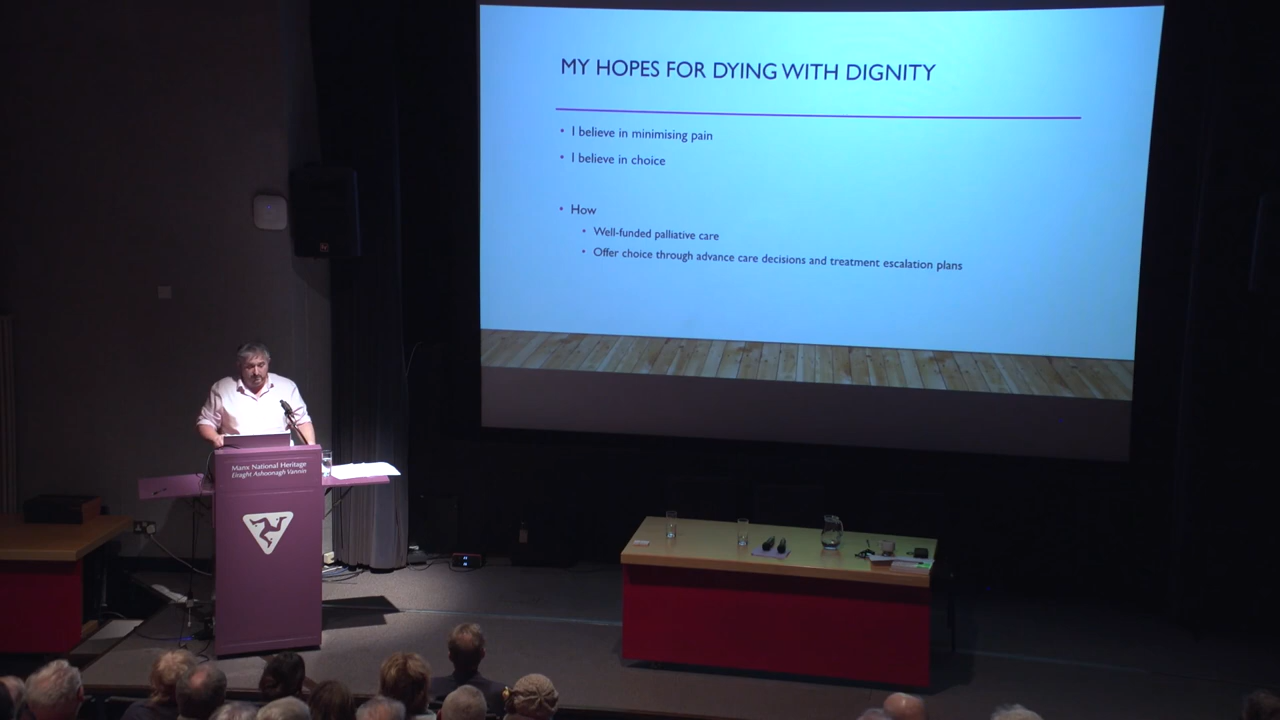 MY HOPES FOR DYING WITH DIGNITY
• I believe in minimising pain
• I believe in choice
• How
• Well-funded palliative care
• Offer choice through advance care decisions and treatment escalation plans
Manx National Heritage
Eiraght Ashoonagh Vannin